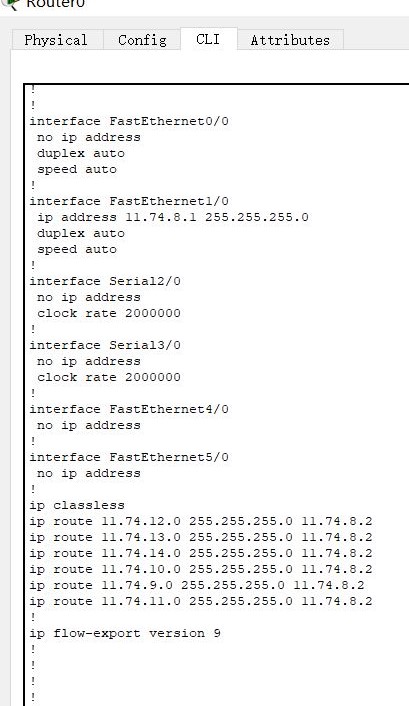 Router0
Physical Config CLI Attributes
!
!
interface FastEthernet0/0
no ip address
duplex auto
speed auto
!
interface FastEthernet1/0
ip address 11.74.8.1 255.255.255.0
duplex auto
speed auto
!
interface Serial2/0
no ip address
clock rate 2000000
!
interface Serial3/0
no ip address
clock rate 2000000
!
interface FastEthernet4/0
no ip address
!
interface FastEthernet5/0
no ip address
!
ip classless
ip route 11.74.12.0 255.255.255.0 11.74.8.2
ip route 11.74.13.0 255.255.255.0 11.74.8.2
ip route 11.74.14.0 255.255.255.0 11.74.8.2
ip route 11.74.10.0 255.255.255.0 11.74.8.2
ip route 11.74.9.0 255.255.255.0 11.74.8.2
ip route 11.74.11.0 255.255.255.0 11.74.8.2
!
ip flow-export version 9
!
!
!
!